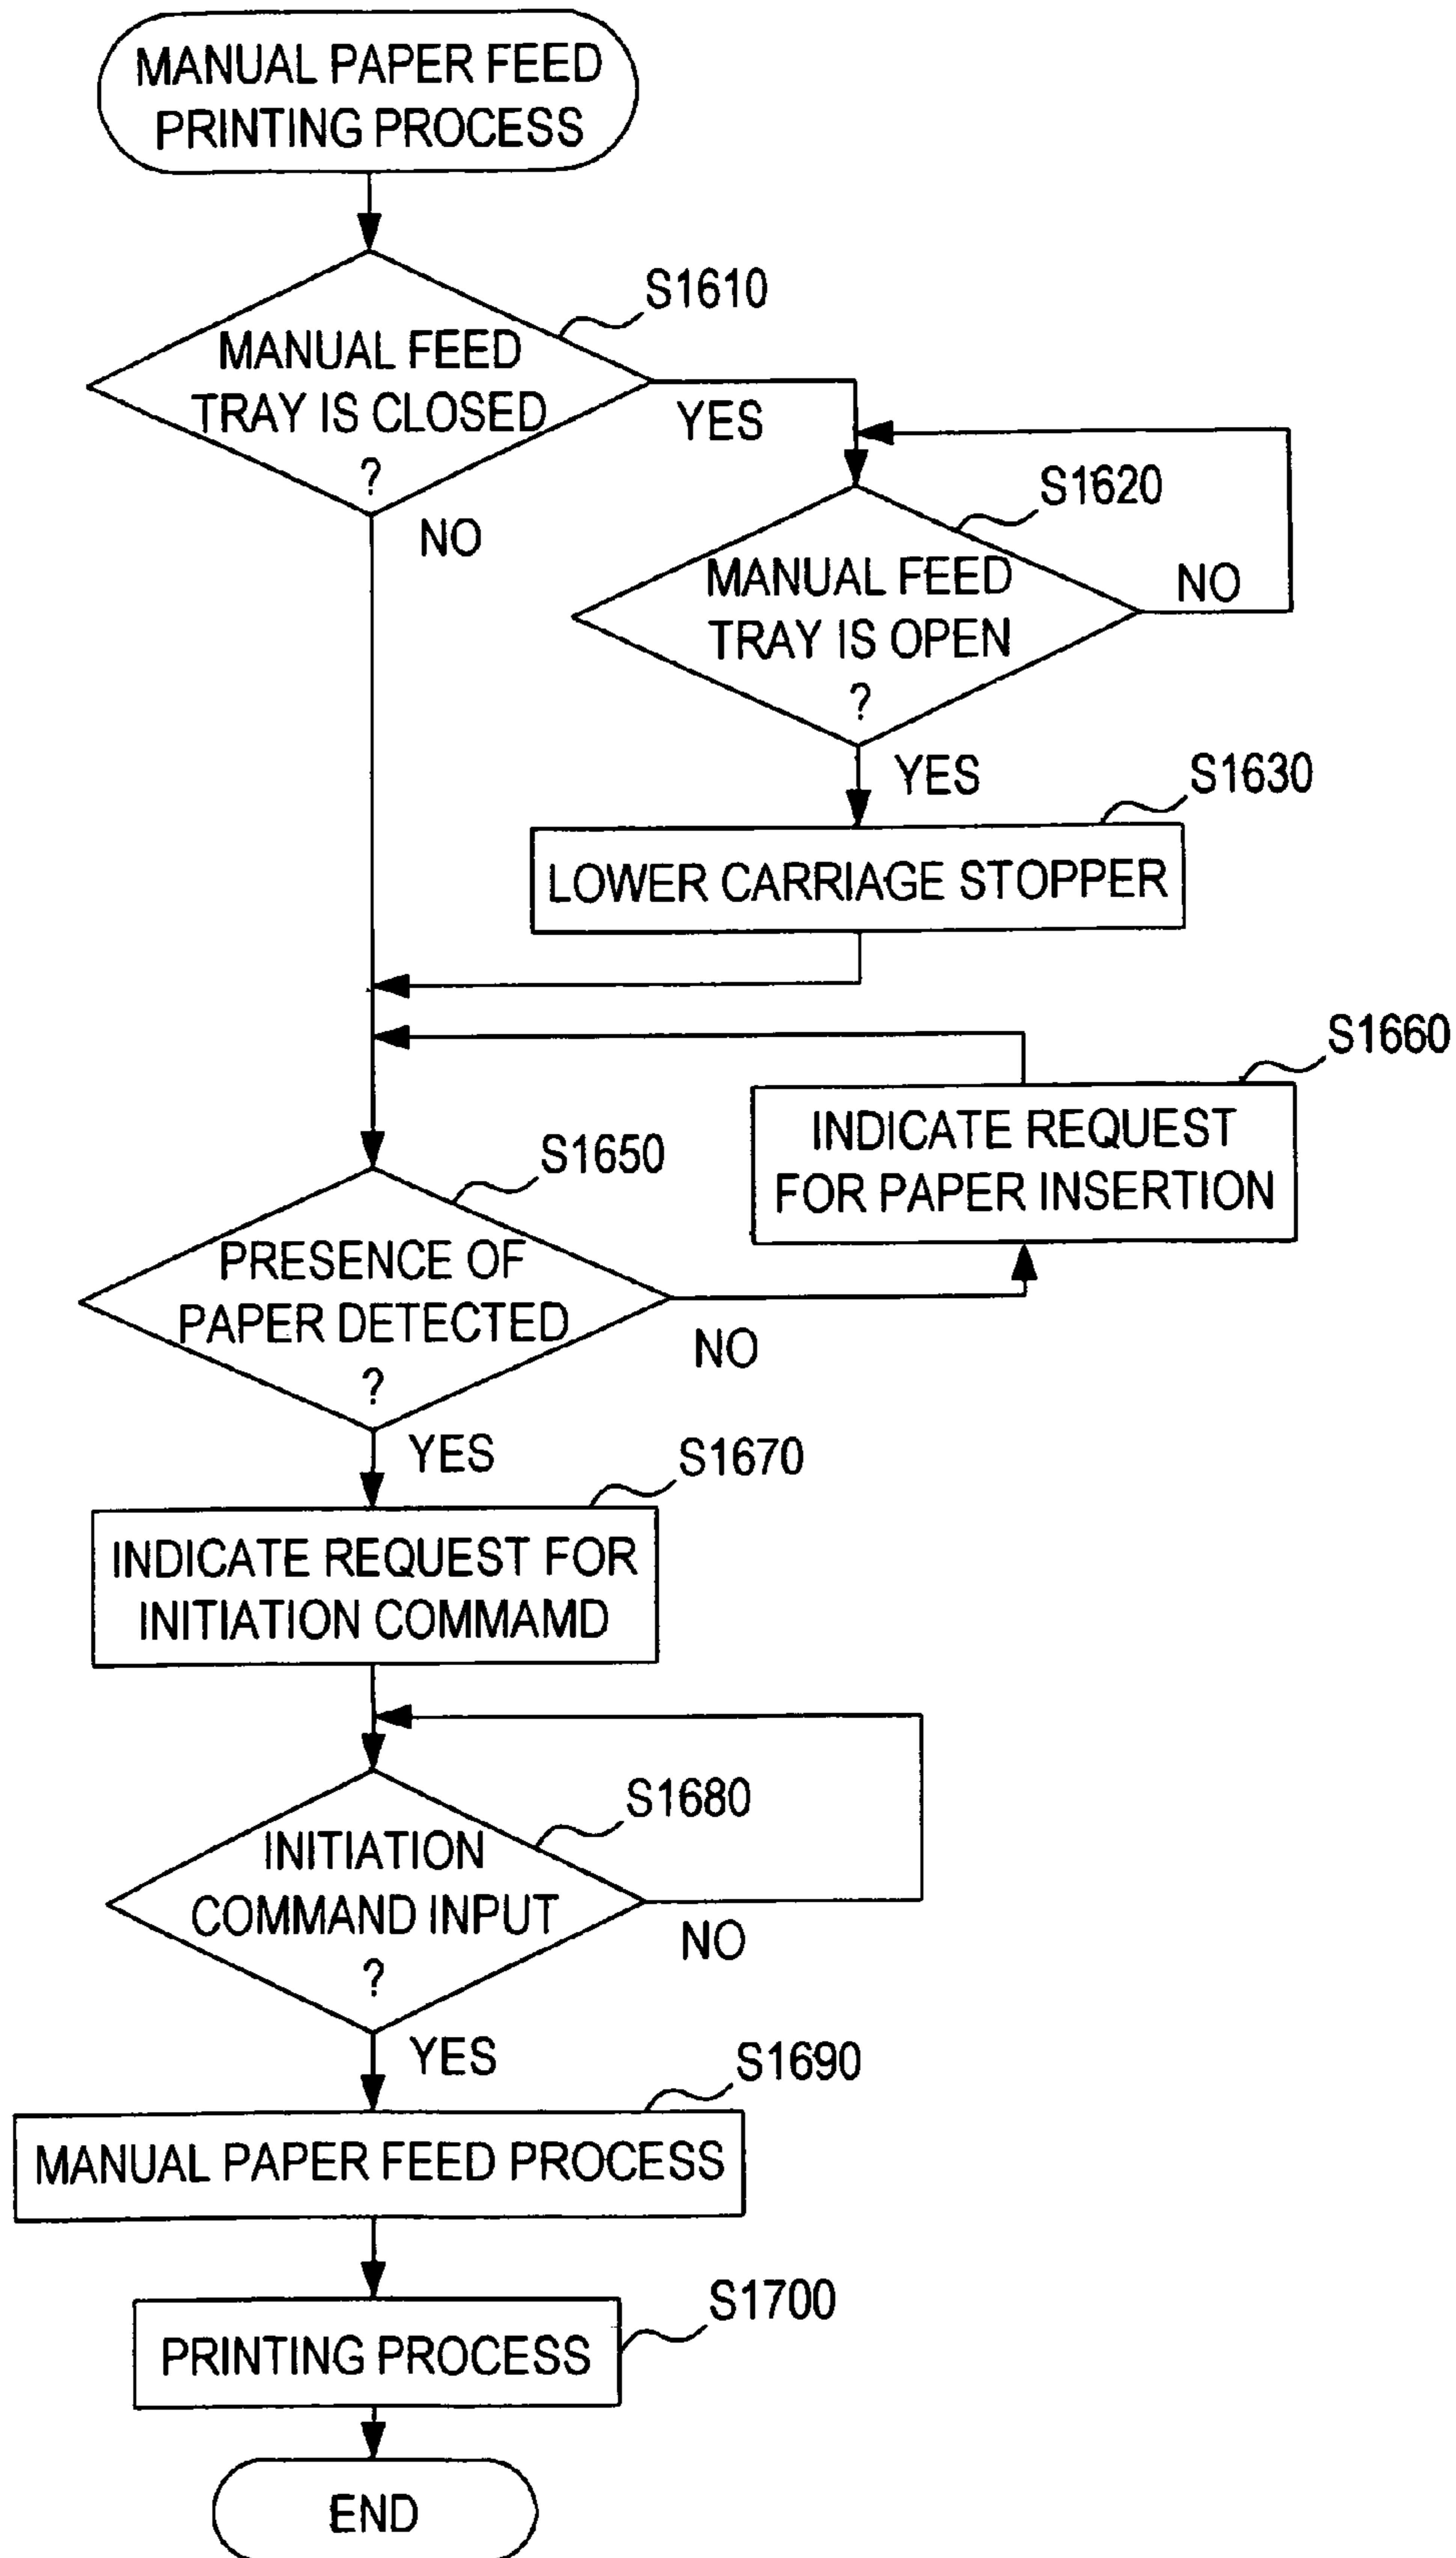 MANUAL PAPER FEED
PRINTING PROCESS
S1610
MANUAL FEED
TRAY IS CLOSED
?
YES
NO
S1620
MANUAL FEED
TRAY IS OPEN
?
NO
YES
S1630
LOWER CARRIAGE STOPPER
S1660
INDICATE REQUEST
FOR PAPER INSERTION
S1650
PRESENCE OF
PAPER DETECTED
?
NO
YES
S1670
INDICATE REQUEST FOR
INITIATION COMMAMD
S1680
INITIATION
COMMAND INPUT
?
NO
YES
S1690
MANUAL PAPER FEED PROCESS
S1700
PRINTING PROCESS
END